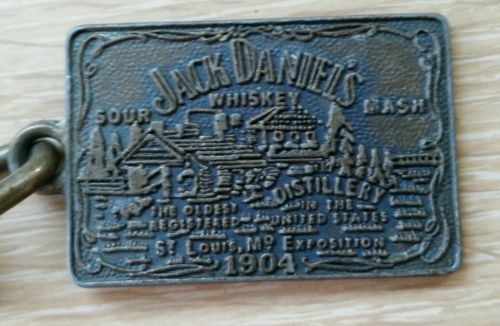 JACK DANIEL'S
WHISKEY
SOUR MASH
DISTILLERY
THE OLDEST IN THE
REGISTERED UNITED STATES
ST. LOUIS, MO EXPOSITION
1904